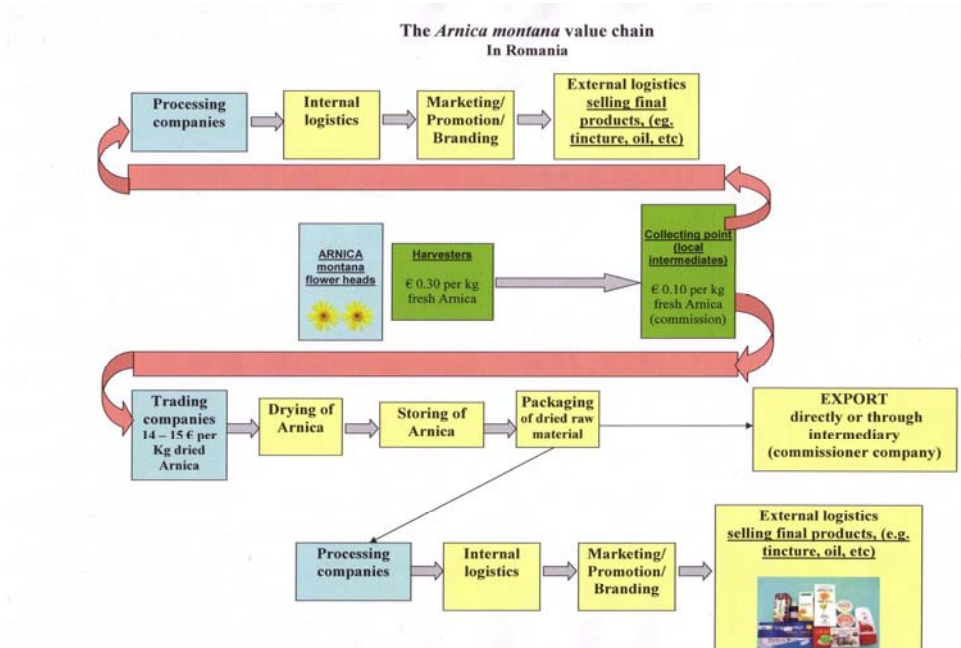 The Arnica montana value chain
In Romania
Processing
companies
Internal
logistics
Marketing/
Promotion/
Branding
External logistics
selling final
products, (eg.
tincture, oil, etc)
ARNICA
montana
flower heads
Harvesters
€ 0.30 per kg
fresh Arnica
Collecting point
(local
intermediates)
€ 0.10 per kg
fresh Arnica
(commission)
Trading
companies
14 – 15 € per
Kg dried
Arnica
Drying of
Arnica
Storing of
Arnica
Packaging
of dried raw
material
EXPORT
directly or through
intermediary
(commissioner company)
Processing
companies
Internal
logistics
Marketing/
Promotion/
Branding
External logistics
selling final products, (e.g.
tincture, oil, etc)